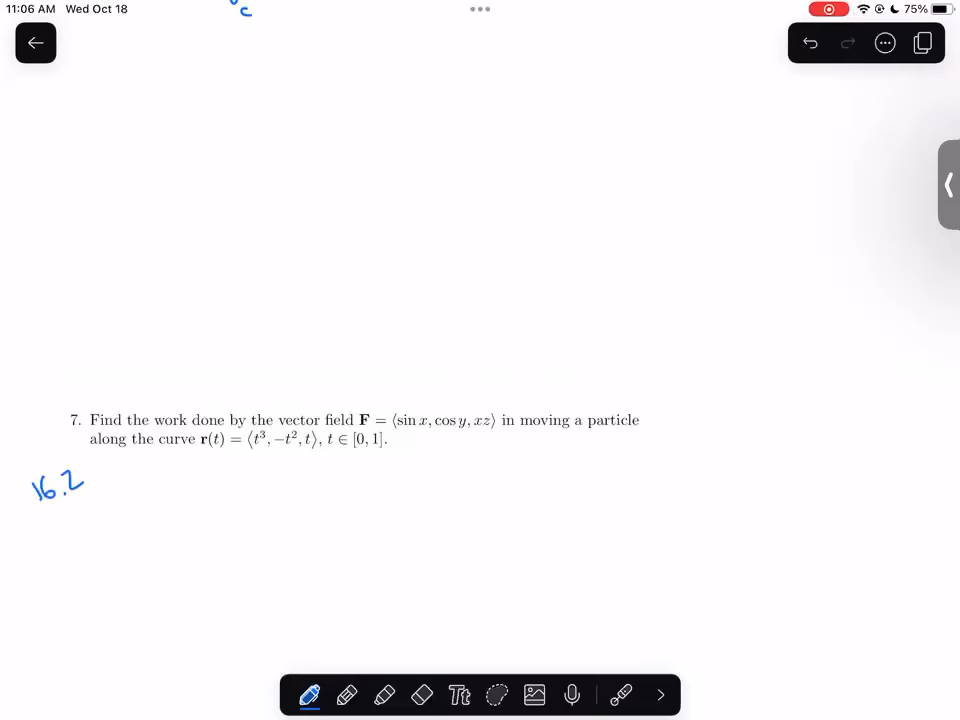 11:06 AM Wed Oct 18
75%
c
7. Find the work done by the vector field F = ⟨sin x, cos y, xz⟩ in moving a particle
along the curve r(t) = ⟨t³, −t², t⟩, t ∈ [0, 1].
16.2
Tt